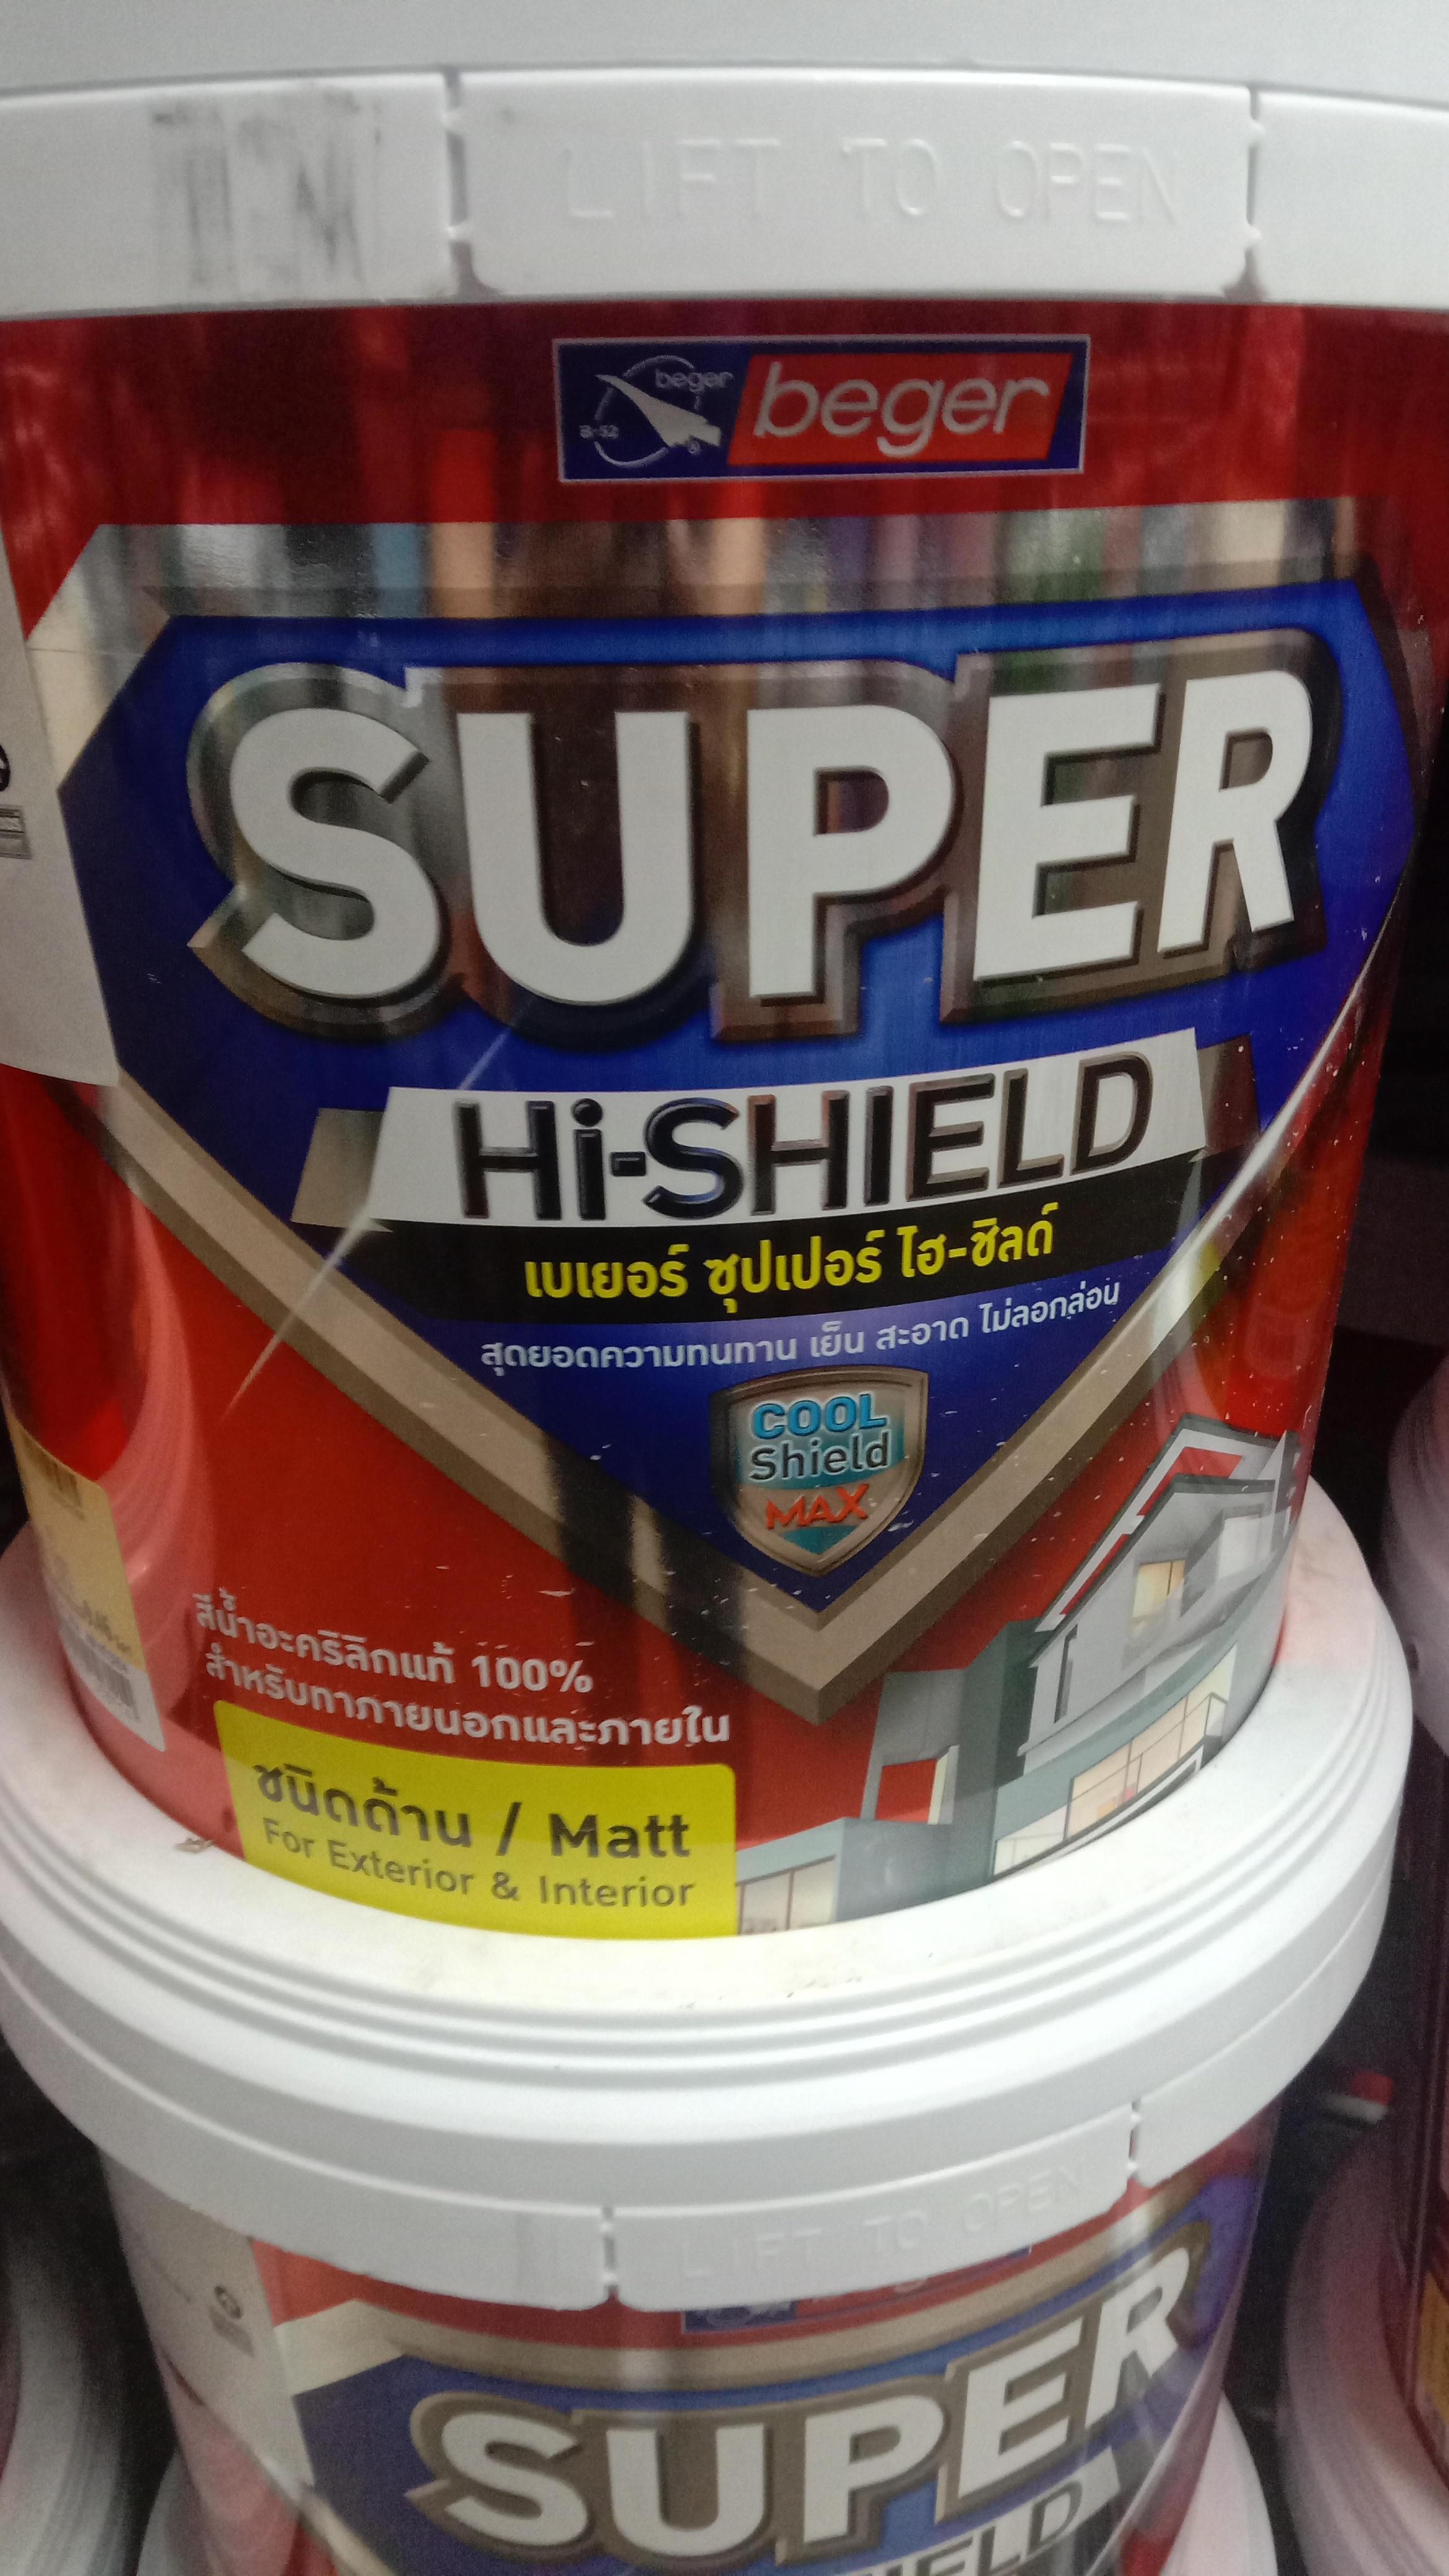 LIFT TO OPEN
beger
B-52
beger
SUPER
Hi-SHIELD
เบเยอร์ ซุปเปอร์ ไฮ-ชิลด์
สุดยอดความทนทาน เย็น สะอาด ไม่ลอกล่อน
COOL
Shield
MAX
สีน้ำอะคริลิกแท้ 100%
สำหรับทาภายนอกและภายใน
ชนิดด้าน / Matt
For Exterior & Interior
LIFT TO OPEN
SUPER